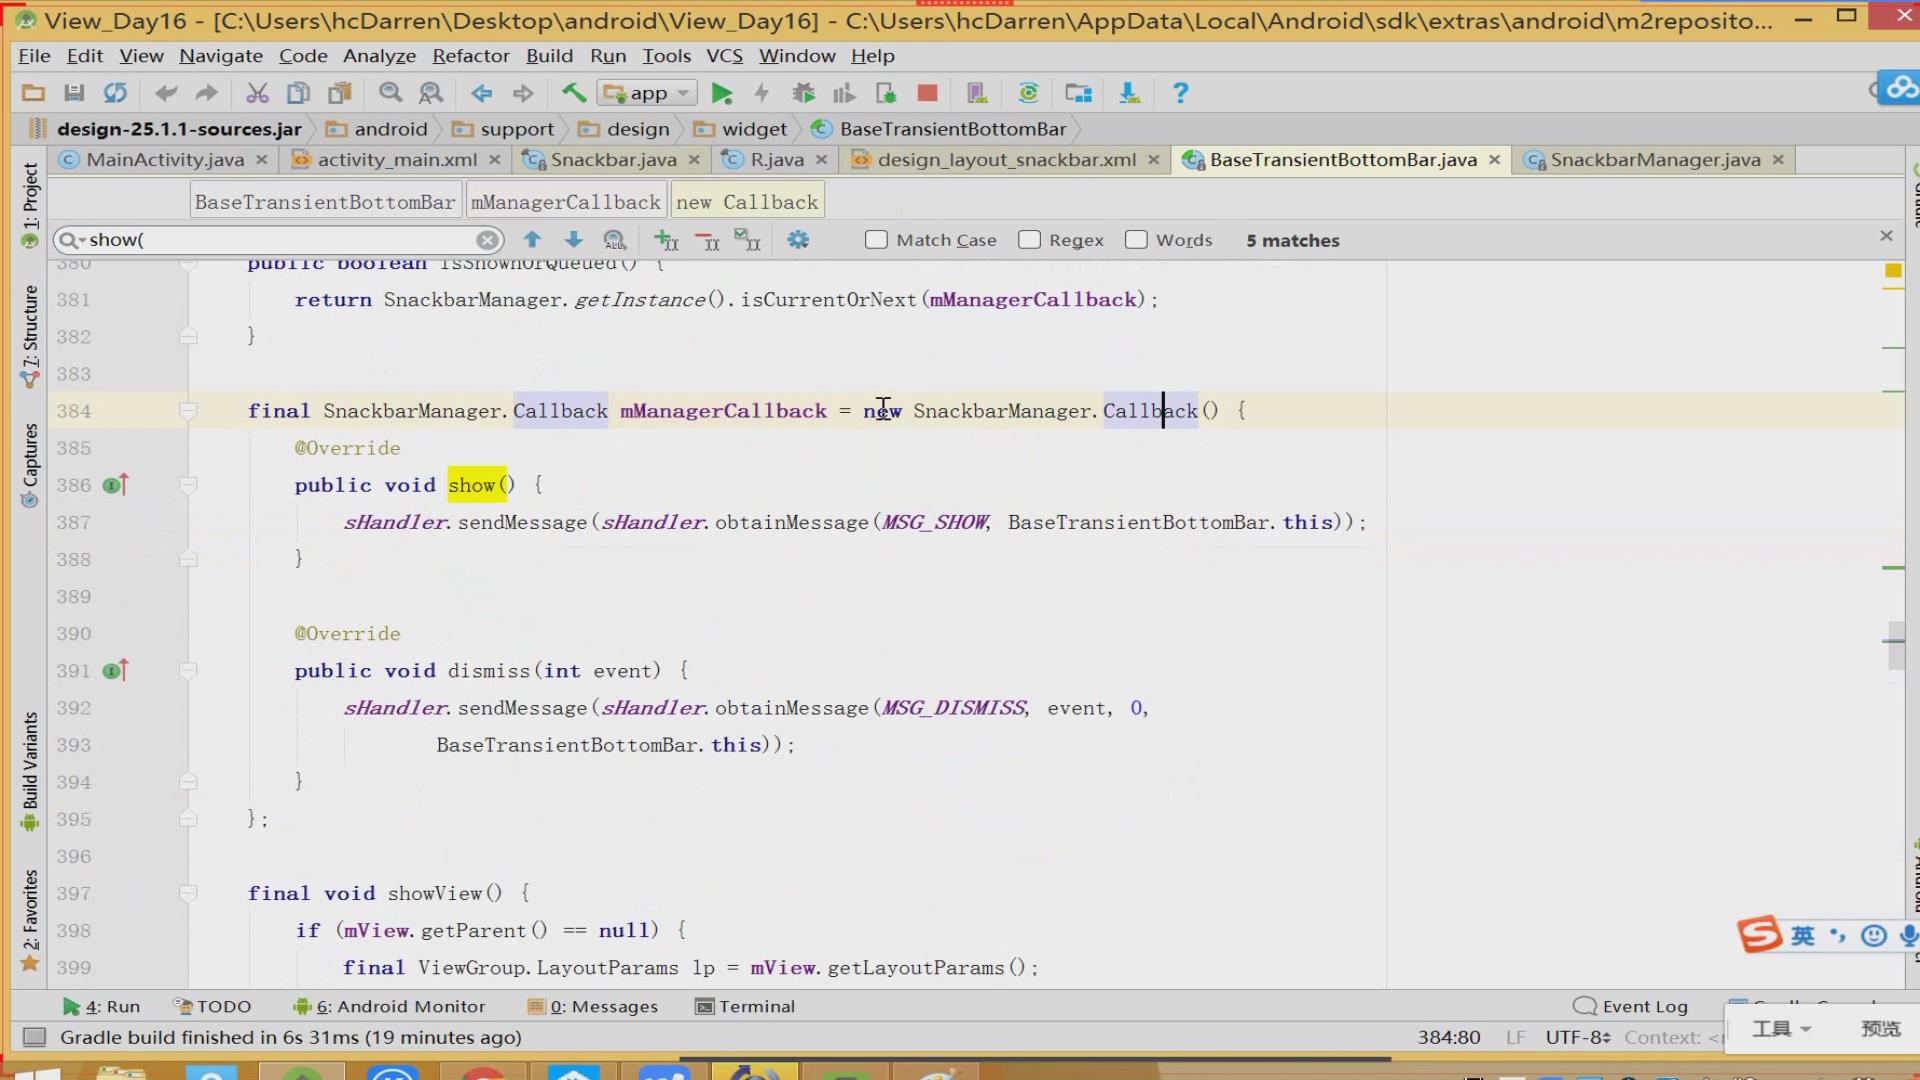 View_Day16 - [C:\Users\hcDarren\Desktop\android\View_Day16] - C:\Users\hcDarren\AppData\Local\Android\sdk\extras\android\m2reposito...
File Edit View Navigate Code Analyze Refactor Build Run Tools VCS Window Help
app
design-25.1.1-sources.jar android support design widget BaseTransientBottomBar
MainActivity.java activity_main.xml Snackbar.java R.java design_layout_snackbar.xml BaseTransientBottomBar.java SnackbarManager.java
BaseTransientBottomBar mManagerCallback new Callback
show( Match Case Regex Words 5 matches
380 public boolean isShownOrQueued() {
381 return SnackbarManager.getInstance().isCurrentOrNext(mManagerCallback);
382 }
383
384 final SnackbarManager.Callback mManagerCallback = new SnackbarManager.Callback() {
385 @Override
386 public void show() {
387 sHandler.sendMessage(sHandler.obtainMessage(MSG_SHOW, BaseTransientBottomBar.this));
388 }
389
390 @Override
391 public void dismiss(int event) {
392 sHandler.sendMessage(sHandler.obtainMessage(MSG_DISMISS, event, 0,
393 BaseTransientBottomBar.this));
394 }
395 };
396
397 final void showView() {
398 if (mView.getParent() == null) {
399 final ViewGroup.LayoutParams lp = mView.getLayoutParams();
1: Project
7: Structure
Captures
Build Variants
2: Favorites
英
4: Run TODO 6: Android Monitor 0: Messages Terminal Event Log
Gradle build finished in 6s 31ms (19 minutes ago) 384:80 LF UTF-8 Context:
工具 预览